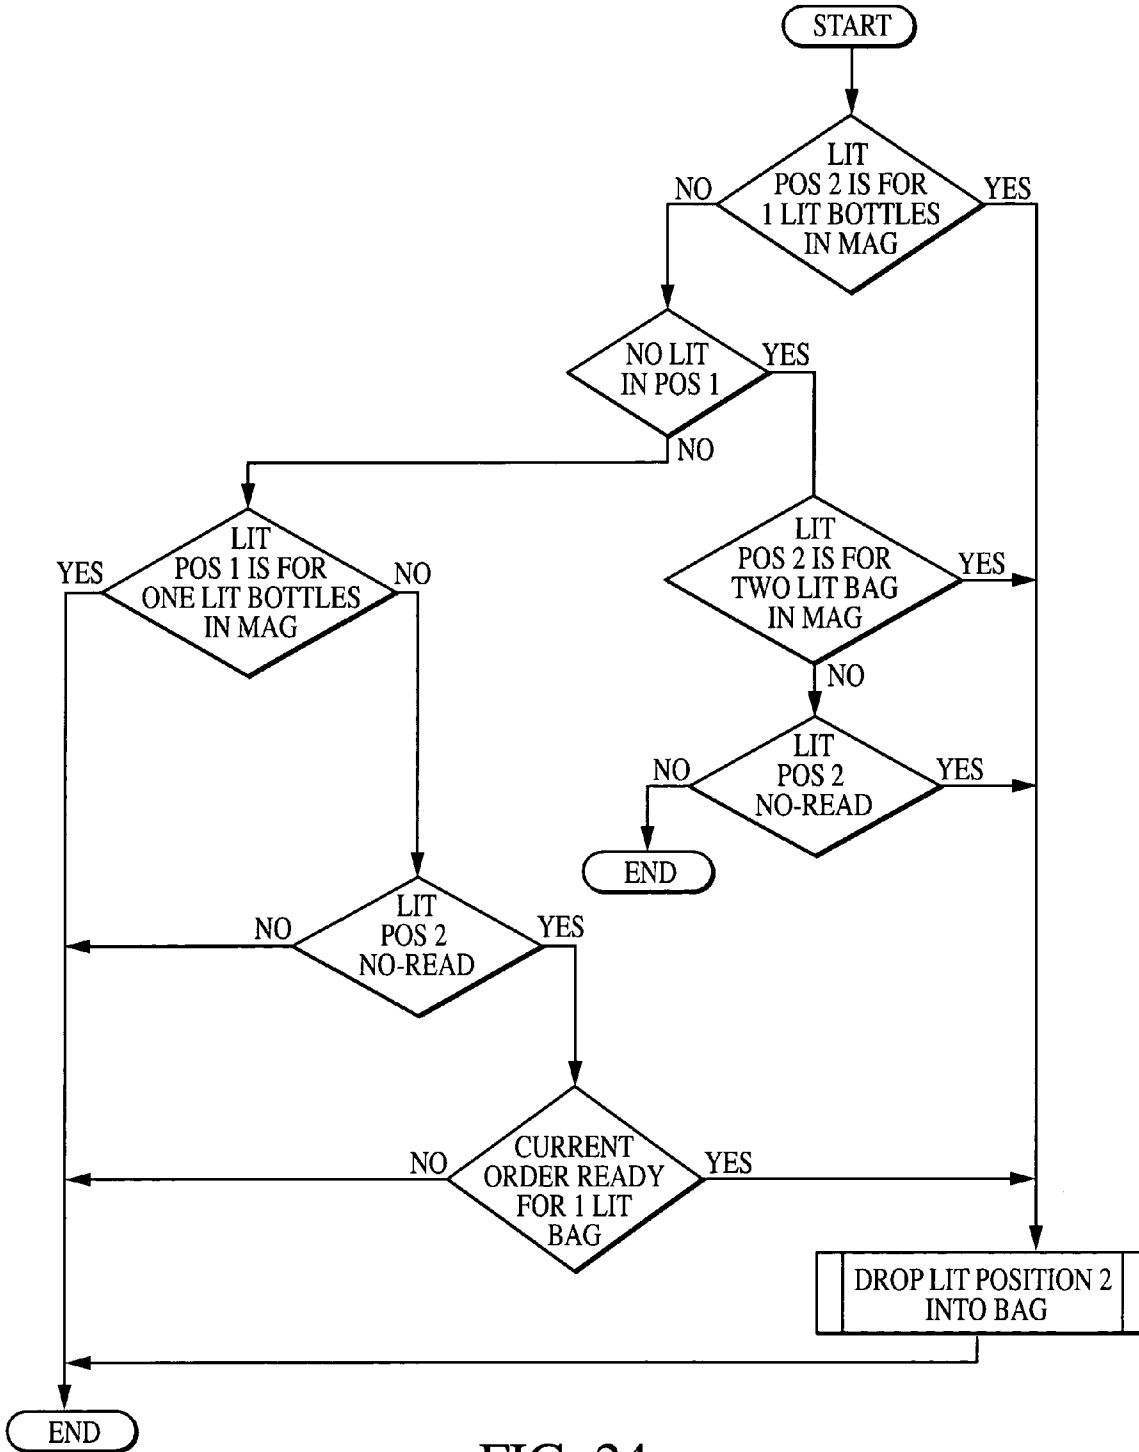 START
LIT
POS 2 IS FOR
1 LIT BOTTLES
IN MAG
NO
YES
NO LIT
IN POS 1
YES
NO
LIT
POS 1 IS FOR
ONE LIT BOTTLES
IN MAG
YES
NO
LIT
POS 2 IS FOR
TWO LIT BAG
IN MAG
YES
NO
LIT
POS 2
NO-READ
NO
YES
END
LIT
POS 2
NO-READ
NO
YES
CURRENT
ORDER READY
FOR 1 LIT
BAG
NO
YES
DROP LIT POSITION 2
INTO BAG
END
FIG. 24